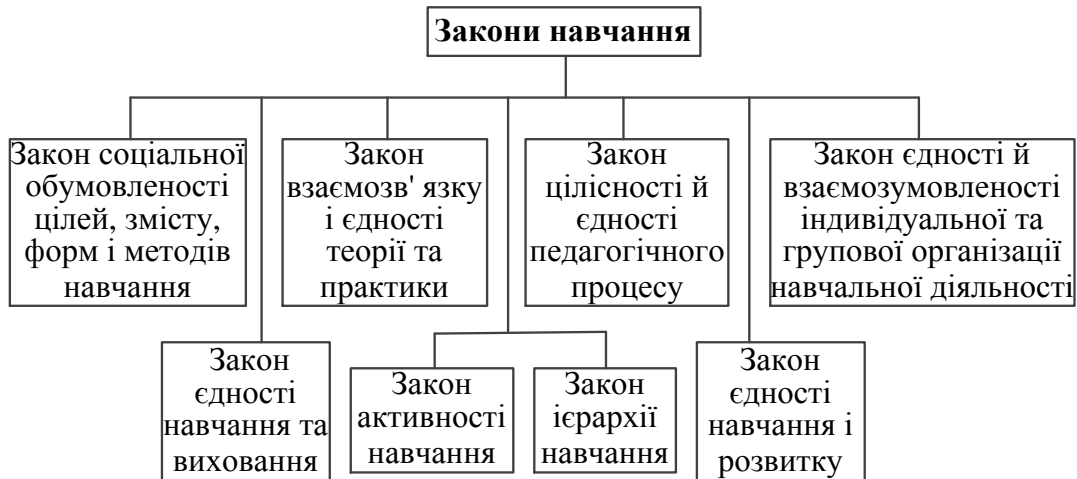 Закони навчання
Закон соціальної
обумовленості
цілей, змісту,
форм і методів
навчання
Закон
взаємозв' язку
і єдності
теорії та
практики
Закон
цілісності й
єдності
педагогічного
процесу
Закон єдності й
взаємозумовленості
індивідуальної та
групової організації
навчальної діяльності
Закон
єдності
навчання та
виховання
Закон
активності
навчання
Закон
ієрархії
навчання
Закон
єдності
навчання і
розвитку